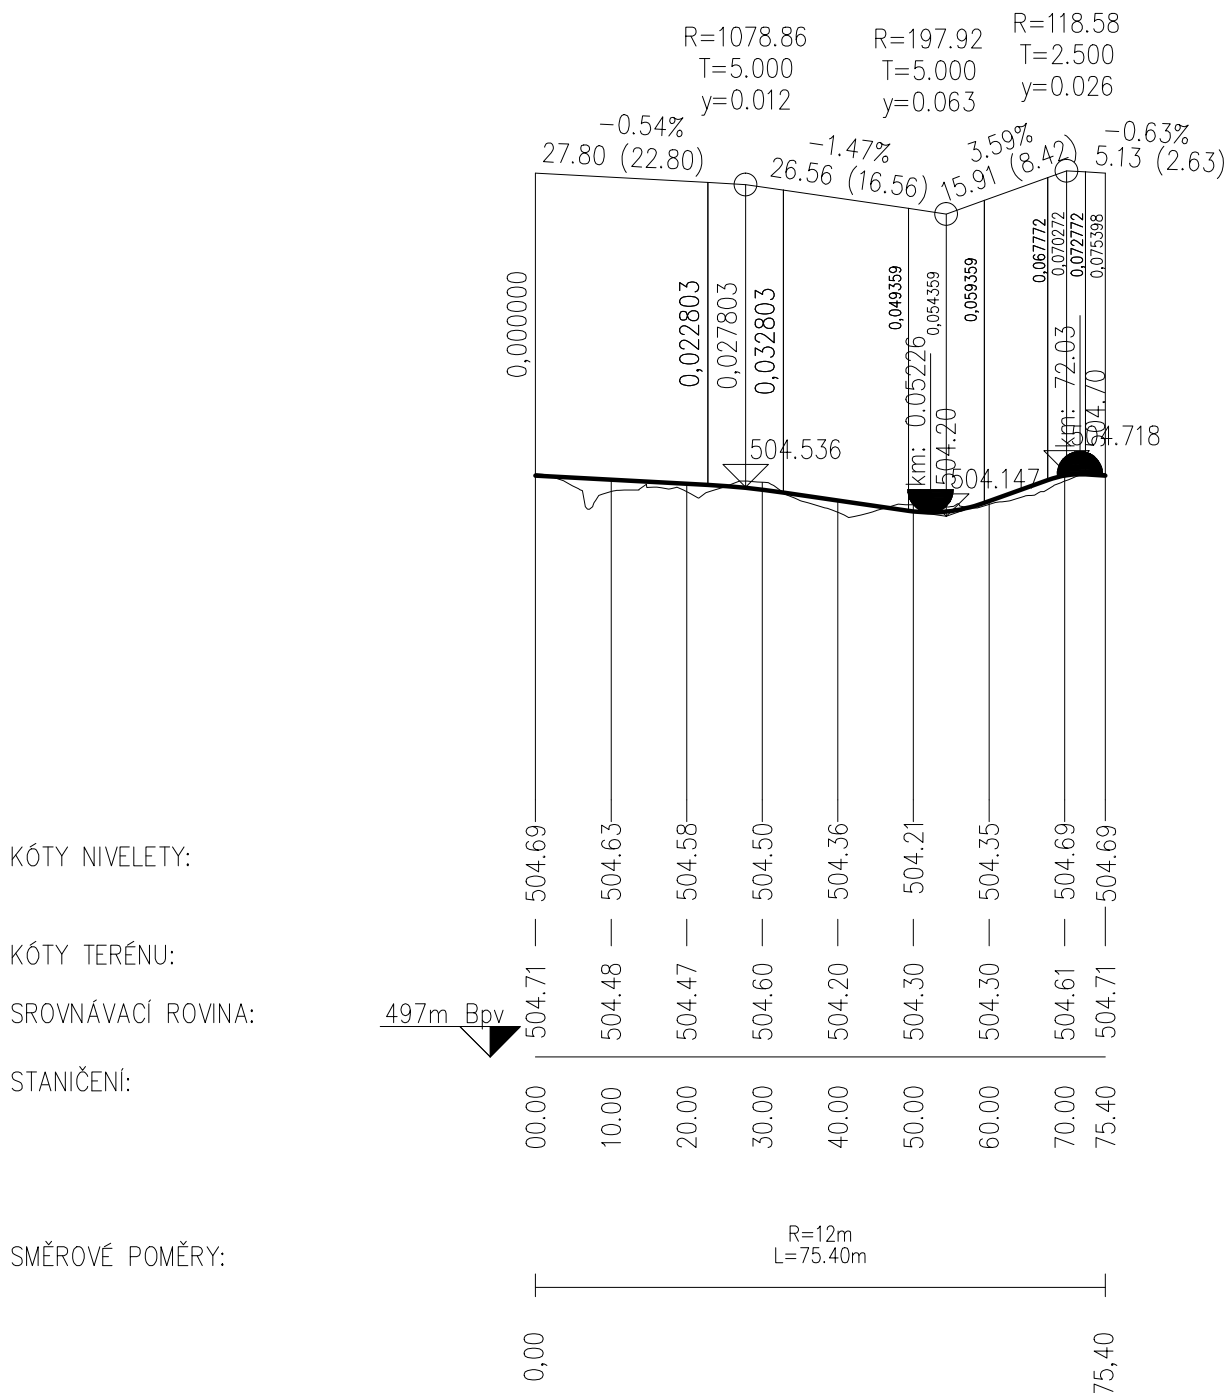 R=1078.86
T=5.000
y=0.012
R=197.92
T=5.000
y=0.063
R=118.58
T=2.500
y=0.026
-0.54%
27.80 (22.80)
-1.47%
26.56 (16.56)
3.59%
15.91 (8.42)
-0.63%
5.13 (2.63)
0,000000
0,022803
0,027803
0,032803
0,049359
0,054359
0,059359
0,067772
0,070272
0,072772
0,075398
km: 0.05226
504.20
km: 72.03
504.70
504.536
504.147
504.718
KÓTY NIVELETY:
504.69
504.63
504.58
504.50
504.36
504.21
504.35
504.69
504.69
KÓTY TERÉNU:
504.71
504.48
504.47
504.60
504.20
504.30
504.30
504.61
504.71
SROVNÁVACÍ ROVINA:
497m Bpv
STANIČENÍ:
00.00
10.00
20.00
30.00
40.00
50.00
60.00
70.00
75.40
SMĚROVÉ POMĚRY:
R=12m
L=75.40m
0,00
75,40